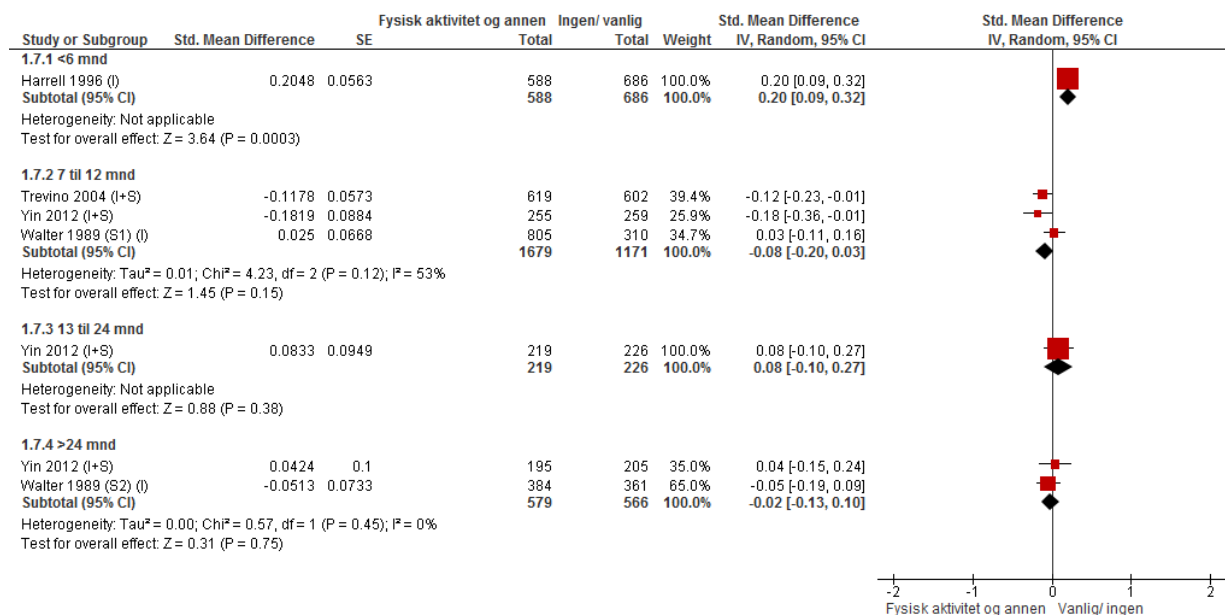 Fysisk aktivitet og annen Ingen/ vanlig Std. Mean Difference Std. Mean Difference
Study or Subgroup Std. Mean Difference SE Total Total Weight IV, Random, 95% CI IV, Random, 95% CI
1.7.1 <6 mnd
Harrell 1996 (I) 0.2048 0.0563 588 686 100.0% 0.20 [0.09, 0.32]
Subtotal (95% CI) 588 686 100.0% 0.20 [0.09, 0.32]
Heterogeneity: Not applicable
Test for overall effect: Z = 3.64 (P = 0.0003)
1.7.2 7 til 12 mnd
Trevino 2004 (I+S) -0.1178 0.0573 619 602 39.4% -0.12 [-0.23, -0.01]
Yin 2012 (I+S) -0.1819 0.0884 255 259 25.9% -0.18 [-0.36, -0.01]
Walter 1989 (S1) (I) 0.025 0.0668 805 310 34.7% 0.03 [-0.11, 0.16]
Subtotal (95% CI) 1679 1171 100.0% -0.08 [-0.20, 0.03]
Heterogeneity: Tau² = 0.01; Chi² = 4.23, df = 2 (P = 0.12); I² = 53%
Test for overall effect: Z = 1.45 (P = 0.15)
1.7.3 13 til 24 mnd
Yin 2012 (I+S) 0.0833 0.0949 219 226 100.0% 0.08 [-0.10, 0.27]
Subtotal (95% CI) 219 226 100.0% 0.08 [-0.10, 0.27]
Heterogeneity: Not applicable
Test for overall effect: Z = 0.88 (P = 0.38)
1.7.4 >24 mnd
Yin 2012 (I+S) 0.0424 0.1 195 205 35.0% 0.04 [-0.15, 0.24]
Walter 1989 (S2) (I) -0.0513 0.0733 384 361 65.0% -0.05 [-0.19, 0.09]
Subtotal (95% CI) 579 566 100.0% -0.02 [-0.13, 0.10]
Heterogeneity: Tau² = 0.00; Chi² = 0.57, df = 1 (P = 0.45); I² = 0%
Test for overall effect: Z = 0.31 (P = 0.75)
-2 -1 0 1 2
Fysisk aktivitet og annen Vanlig/ ingen